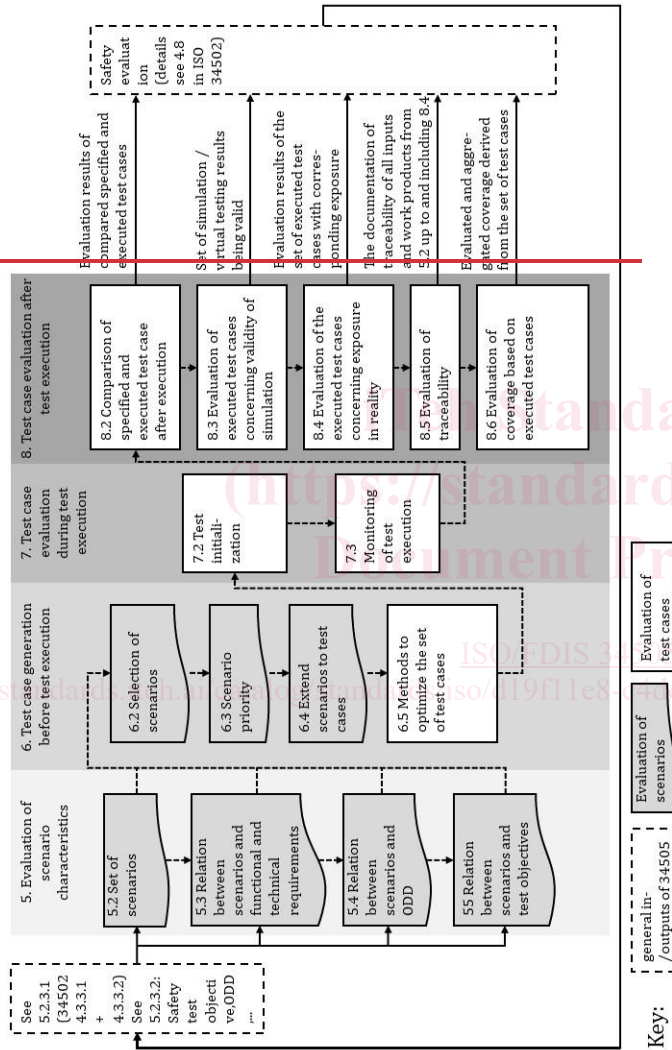 See
5.2.3.1
(34502
4.3.3.1
+
4.3.3.2)
See
5.2.3.2:
Safety
test
objecti
ve,ODD
,...
5. Evaluation of
scenario
characteristics
5.2 Set of
scenarios
5.3 Relation
between
scenarios and
functional and
technical
requirements
5.4 Relation
between
scenarios and
ODD
55 Relation
between
scenarios and
test objectives
6. Test case generation
before test execution
6.2 Selection of
scenarios
6.3 Scenario
priority
6.4 Extend
scenarios to test
cases
6.5 Methods to
optimize the set
of test cases
7. Test case
evaluation
during test
execution
7.2 Test
initiali-
zation
7.3
Monitoring
of test
execution
8. Test case evaluation after
test execution
8.2 Comparison of
specified and
executed test case
after execution
8.3 Evaluation of
executed test cases
concerning validity of
simulation
8.4 Evaluation of the
executed test cases
concerning exposure
in reality
8.5 Evaluation of
traceability
8.6 Evaluation of
coverage based on
executed test cases
Evaluation results of
compared specified and
executed test cases
Set of simulation /
virtual testing results
being valid
Evaluation results of the
set of executed test
cases with corres-
ponding exposure
The documentation of
traceability of all inputs
and work products from
5.2 up to and including 8.4
Evaluated and aggre-
gated coverage derived
from the set of test cases
Safety
evaluat
ion
(details
see 4.8
in ISO
34502)
Key:
general in-
/outputs of 34505
Evaluation of
scenarios
Evaluation of
test cases
(https://standard
Document Pr
ISO/FDIS 345